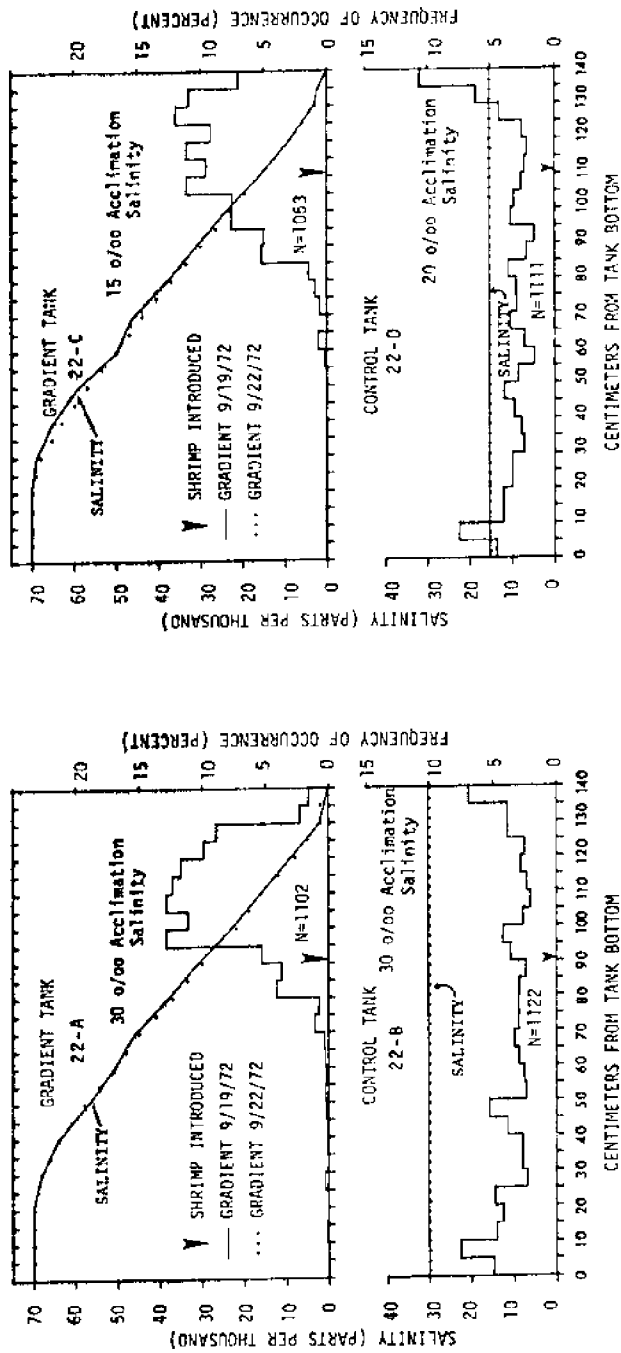 SALINITY (PARTS PER THOUSAND)
70
60
50
40
30
20
10
0
GRADIENT TANK
22-A
SALINITY
30 o/oo Acclimation
Salinity
SHRIMP INTRODUCED
GRADIENT 9/19/72
GRADIENT 9/22/72
N=1102
20
15
10
5
0
FREQUENCY OF OCCURRENCE (PERCENT)
40
30
20
10
0
CONTROL TANK
22-B
30 o/oo Acclimation
Salinity
SALINITY
N=1122
15
10
5
0
0 10 20 30 40 50 60 70 80 90 100 110 120 130 140
CENTIMETERS FROM TANK BOTTOM
SALINITY (PARTS PER THOUSAND)
70
60
50
40
30
20
10
0
GRADIENT TANK
22-C
SALINITY
15 o/oo Acclimation
Salinity
SHRIMP INTRODUCED
GRADIENT 9/19/72
GRADIENT 9/22/72
N=1063
20
15
10
5
0
FREQUENCY OF OCCURRENCE (PERCENT)
40
30
20
10
0
CONTROL TANK
22-D
20 o/oo Acclimation
Salinity
SALINITY
N=1111
15
10
5
0
0 10 20 30 40 50 60 70 80 90 100 110 120 130 140
CENTIMETERS FROM TANK BOTTOM